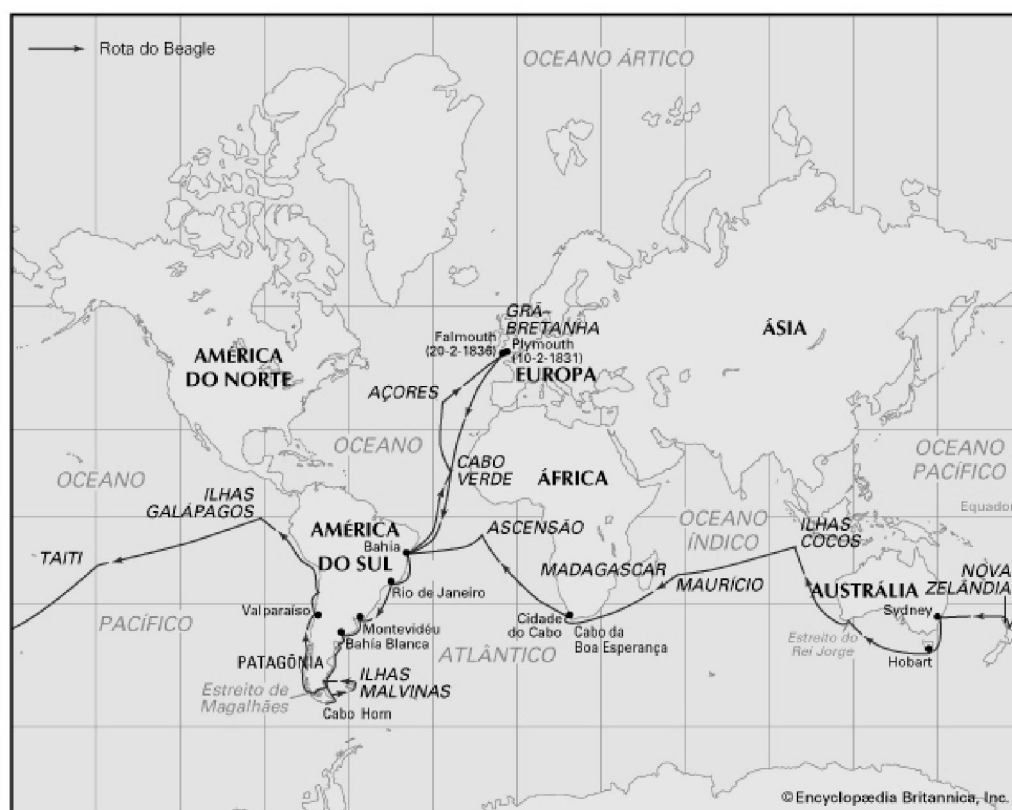 Rota do Beagle
OCEANO ÁRTICO
GRÃ-
BRETANHA
Falmouth
(20-2-1836)
Plymouth
(10-2-1831)
EUROPA
ÁSIA
AMÉRICA
DO NORTE
AÇORES
OCEANO
OCEANO
PACÍFICO
CABO
VERDE
ÁFRICA
OCEANO
ILHAS
GALÁPAGOS
Equador
AMÉRICA
DO SUL
Bahia
ASCENSÃO
OCEANO
ÍNDICO
ILHAS
COCOS
TAITI
MADAGASCAR
MAURÍCIO
AUSTRÁLIA
NOVA
ZELÂNDIA
Rio de Janeiro
Valparaíso
Sydney
PACÍFICO
Montevidéu
Bahía Blanca
Cidade
do Cabo
Cabo da
Boa Esperança
Estreito do
Rei Jorge
ATLÂNTICO
Hobart
PATAGÔNIA
ILHAS
MALVINAS
Estreito de
Magalhães
Cabo Horn
© Encyclopædia Britannica, Inc.